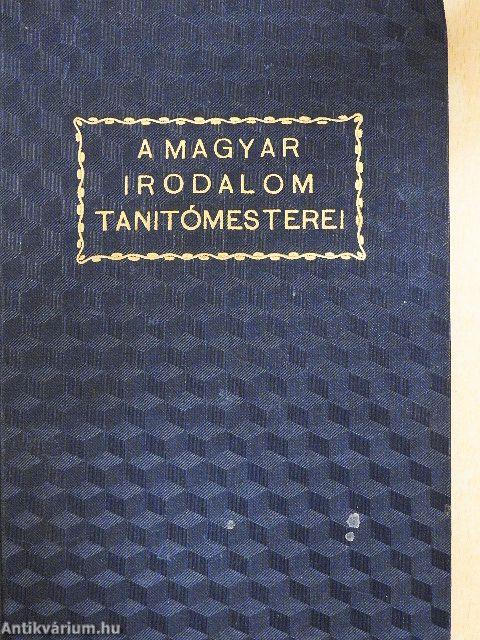 A MAGYAR
IRODALOM
TANITÓMESTEREI
Antikvárium.hu